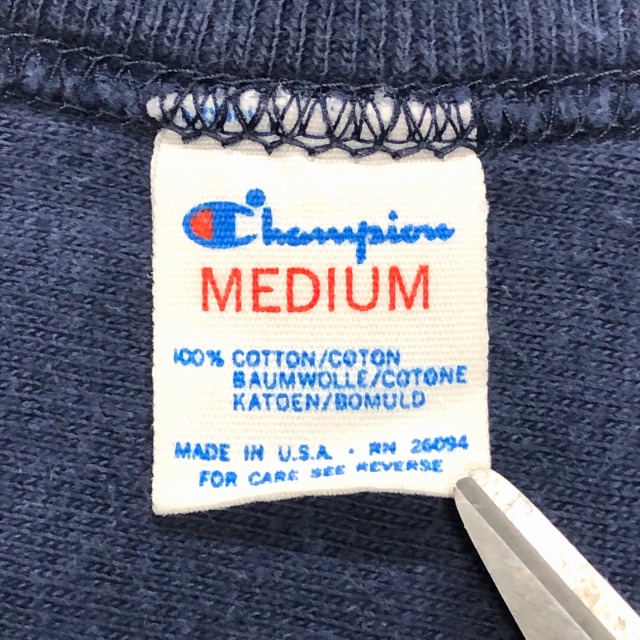 Champion
MEDIUM
100% COTTON/COTON
BAUMWOLLE/COTONE
KATOEN/BOMULD
MADE IN U.S.A. · RN 26094
FOR CARE SEE REVERSE